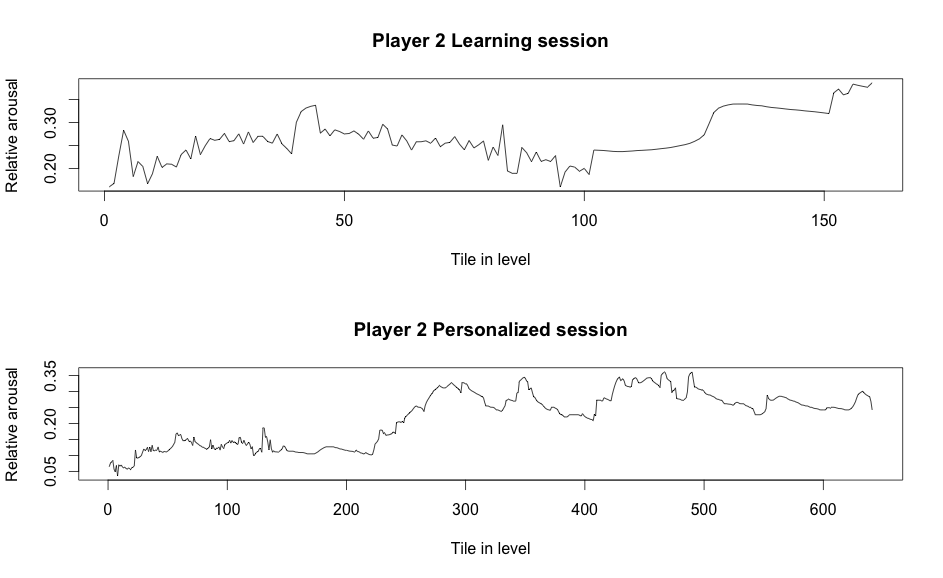 Player 2 Learning session
Relative arousal
0.20 0.30
0 50 100 150
Tile in level
Player 2 Personalized session
Relative arousal
0.05 0.20 0.35
0 100 200 300 400 500 600
Tile in level